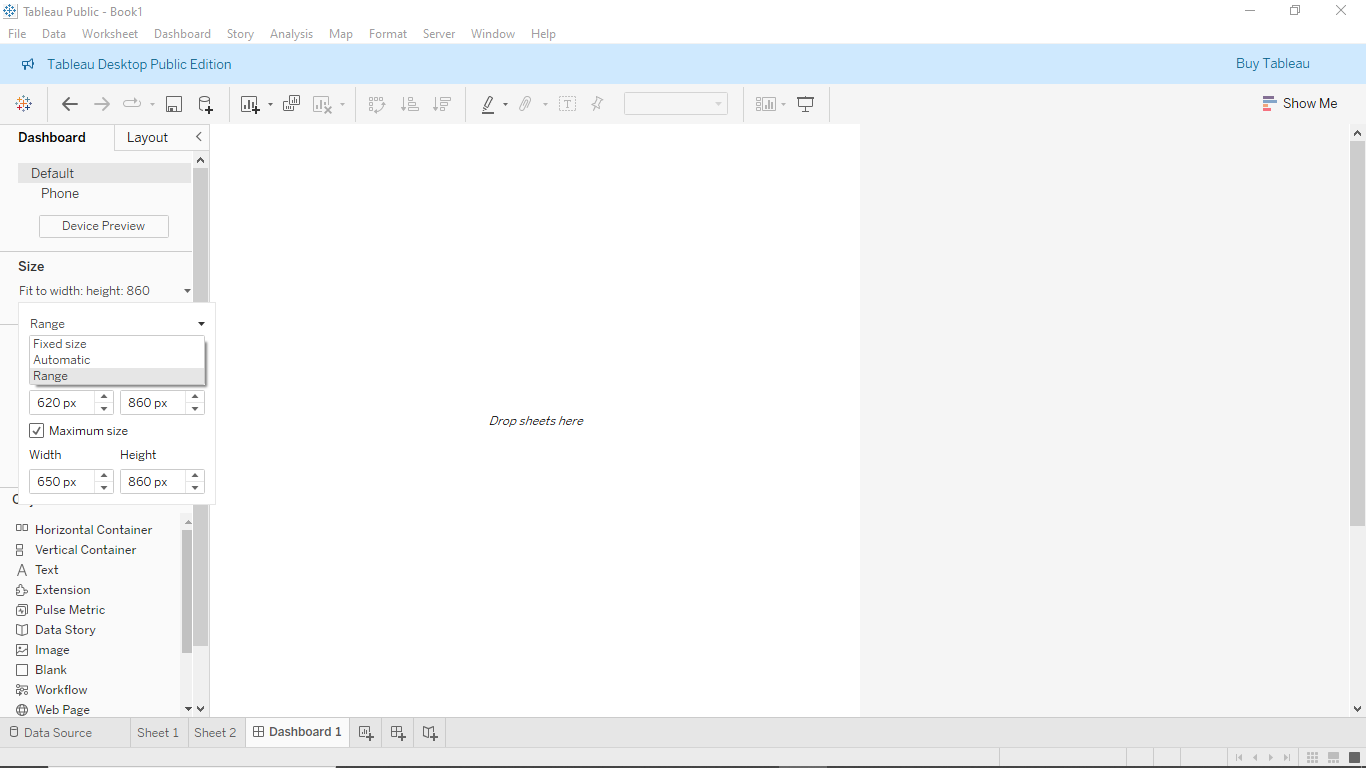 Tableau Public - Book1
File Data Worksheet Dashboard Story Analysis Map Format Server Window Help
Tableau Desktop Public Edition Buy Tableau
Show Me
Dashboard Layout
Default
Phone
Device Preview
Size
Fit to width: height: 860
Range
Fixed size
Automatic
Range
620 px 860 px
Maximum size
Width Height
650 px 860 px
Drop sheets here
Horizontal Container
Vertical Container
Text
Extension
Pulse Metric
Data Story
Image
Blank
Workflow
Web Page
Data Source Sheet 1 Sheet 2 Dashboard 1